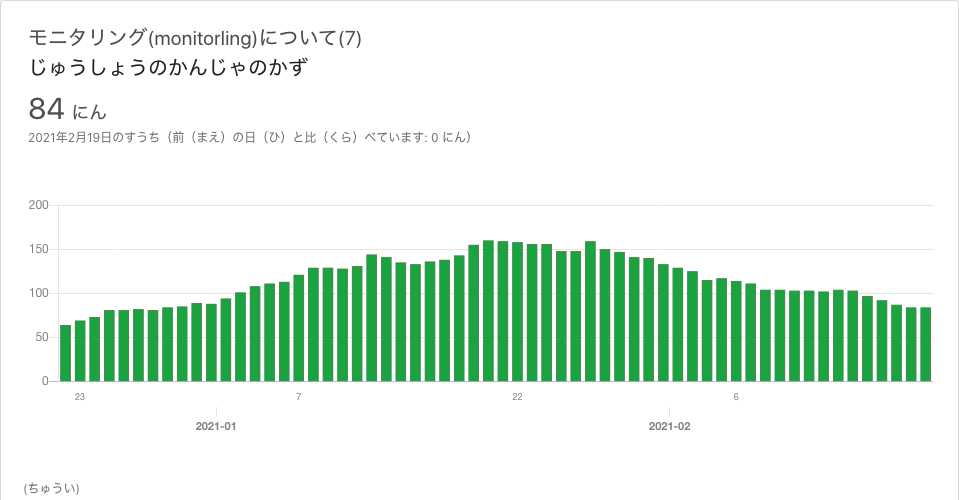 モニタリング(monitorling)について(7)
じゅうしょうのかんじゃのかず
84 にん
2021年2月19日のすうち（前（まえ）の日（ひ）と比（くら）べています: 0 にん）
200
150
100
50
0
23 7 22 6
2021-01 2021-02
(ちゅうい)